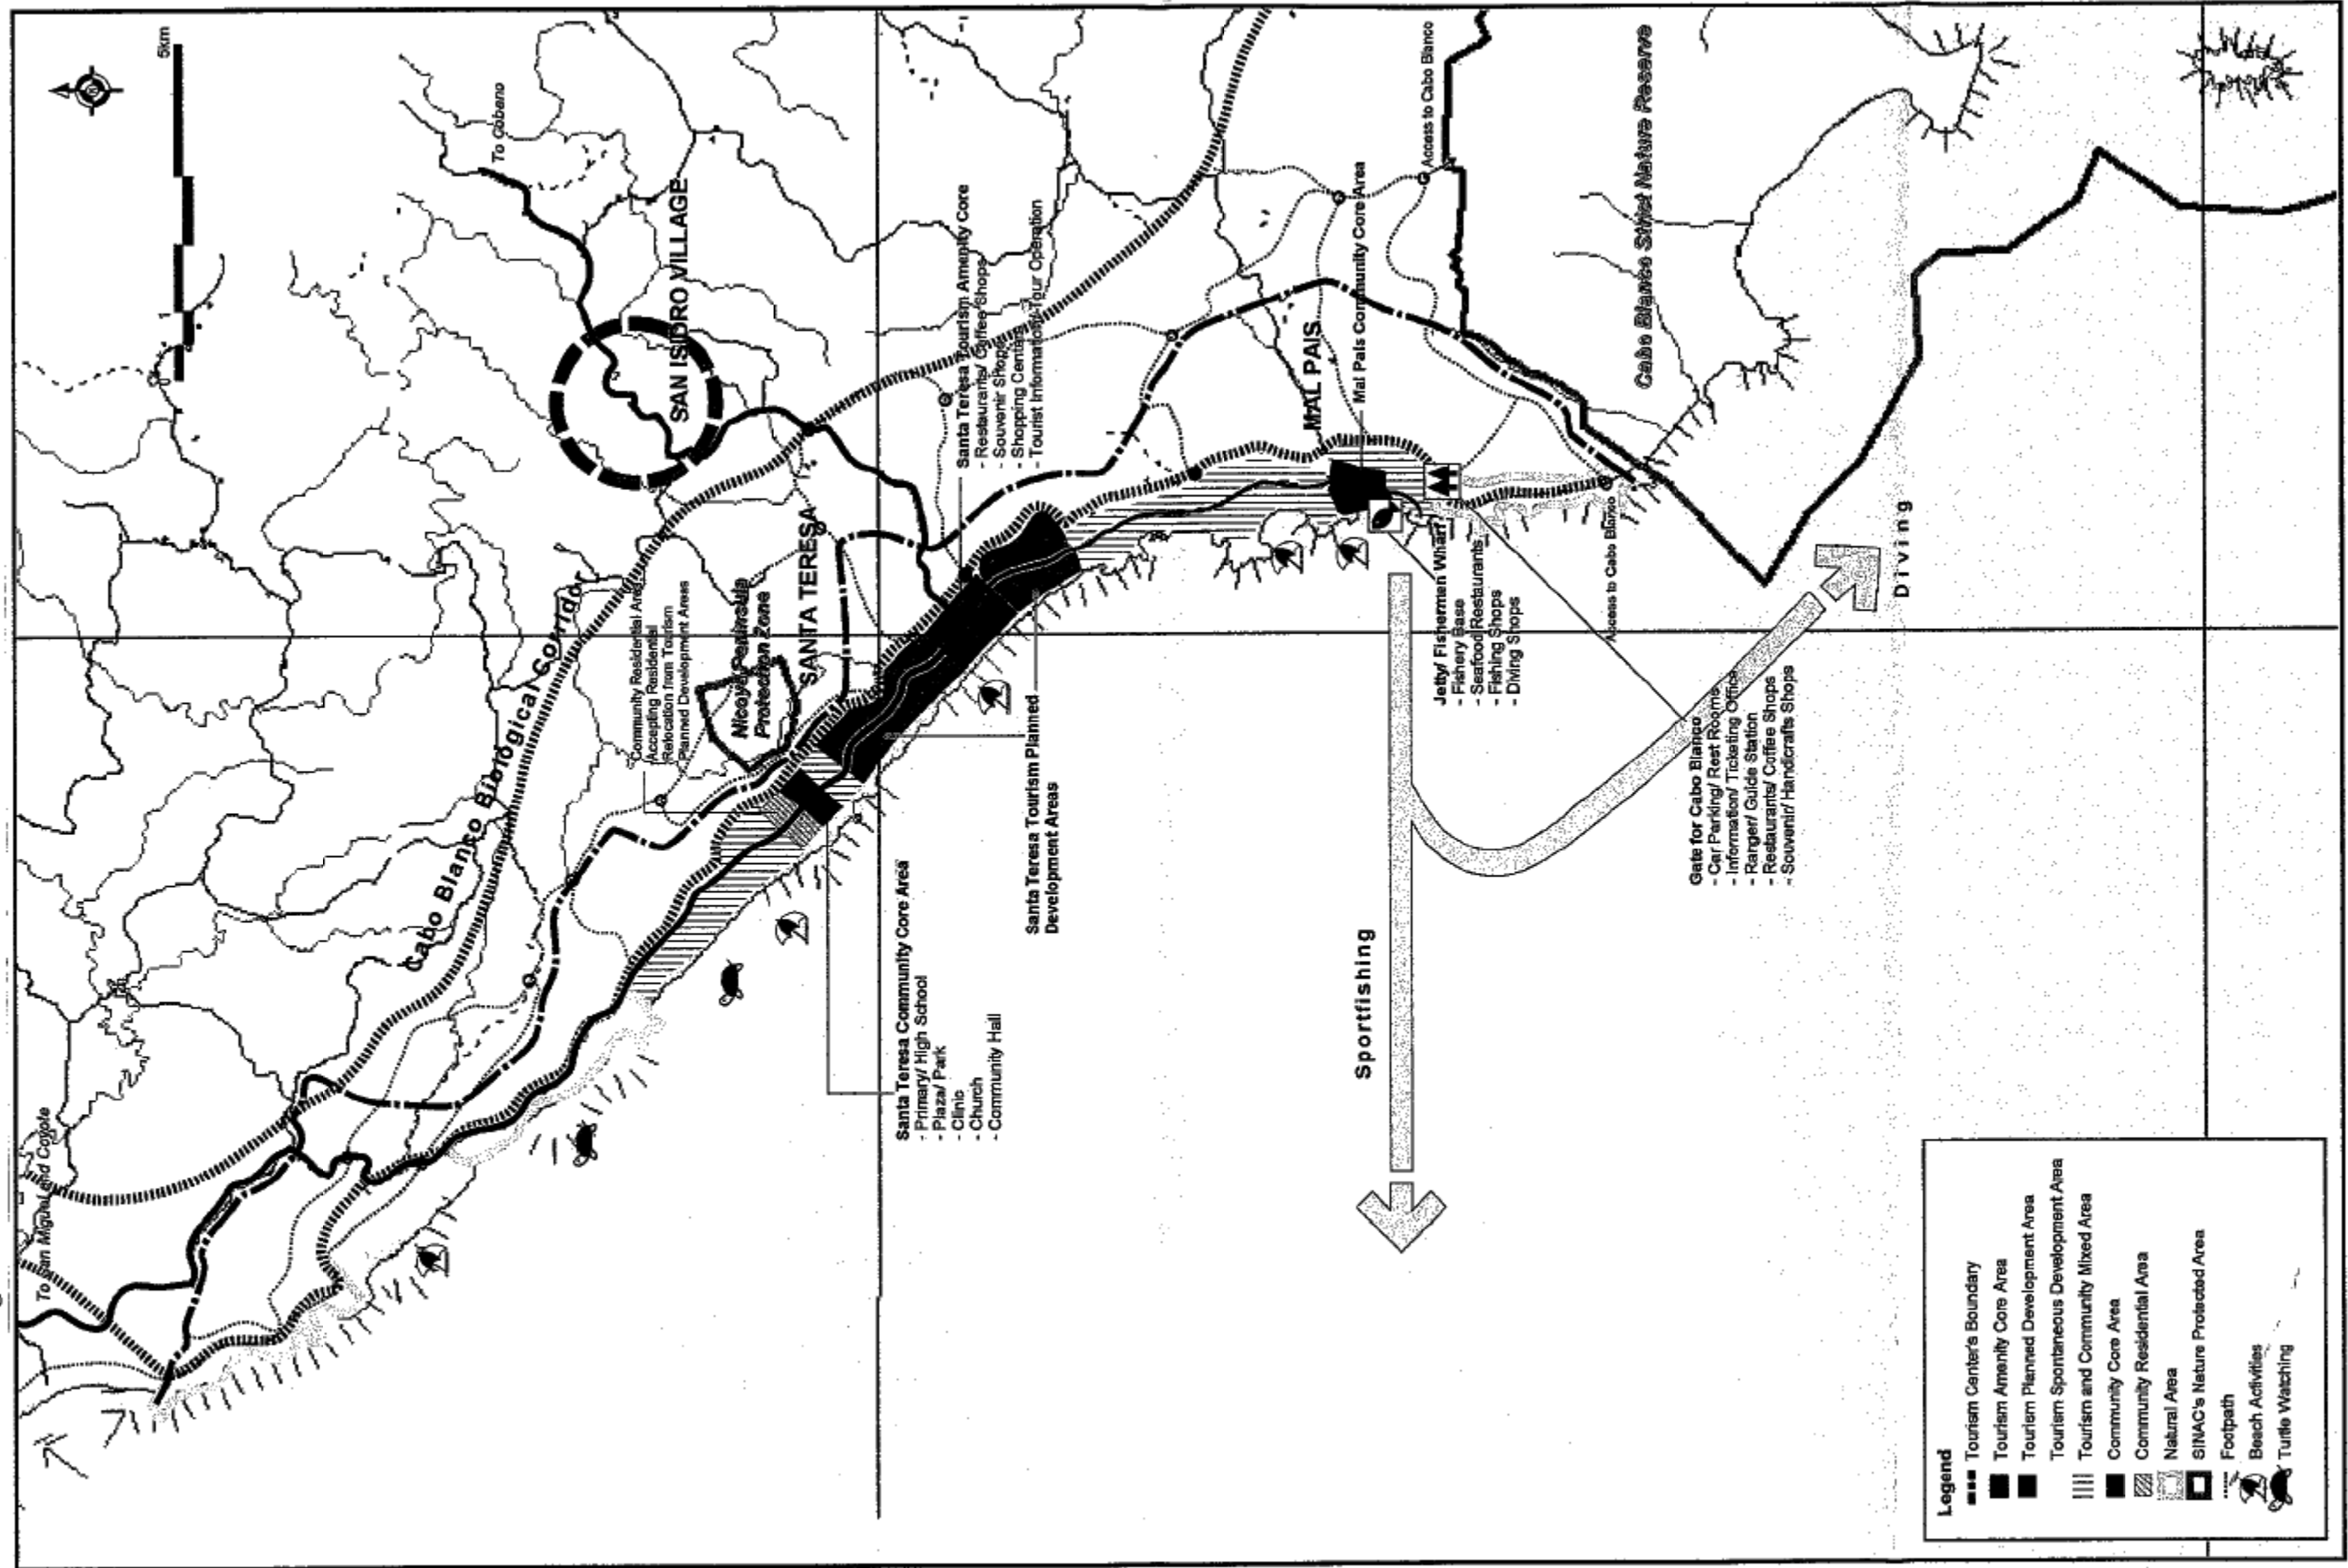 5km
1
N
To Cobano
SAN ISIDRO VILLAGE
To San Miguel and Coyote
Cabo Blanco Biological Corridor
Community Residential Area
Accepting Residential
Relocation from Tourism
Planned Development Areas
Nicoya Peninsula
Protection Zone
SANTA TERESA
Santa Teresa Tourism Amenity Core
- Restaurants/ Coffee Shops
- Souvenir Shops
- Shopping Center
- Tourist Information/ Tour Operation
Santa Teresa Community Core Area
- Primary/ High School
- Plaza/ Park
- Clinic
- Church
- Community Hall
Santa Teresa Tourism Planned
Development Areas
MAL PAIS
Mal Pais Community Core Area
Access to Cabo Blanco
Cabo Blanco Strict Nature Reserve
Jetty/ Fishermen Wharf
- Fishery Base
- Seafood Restaurants
- Fishing Shops
- Diving Shops
Access to Cabo Blanco
Sportfishing
Diving
Gate for Cabo Blanco
- Car Parking/ Rest Rooms
- Information/ Ticketing Office
- Ranger/ Guide Station
- Restaurants/ Coffee Shops
- Souvenir/ Handicrafts Shops
Legend
Tourism Center's Boundary
Tourism Amenity Core Area
Tourism Planned Development Area
Tourism Spontaneous Development Area
Tourism and Community Mixed Area
Community Core Area
Community Residential Area
Natural Area
SINAC's Nature Protected Area
Footpath
Beach Activities
Turtle Watching